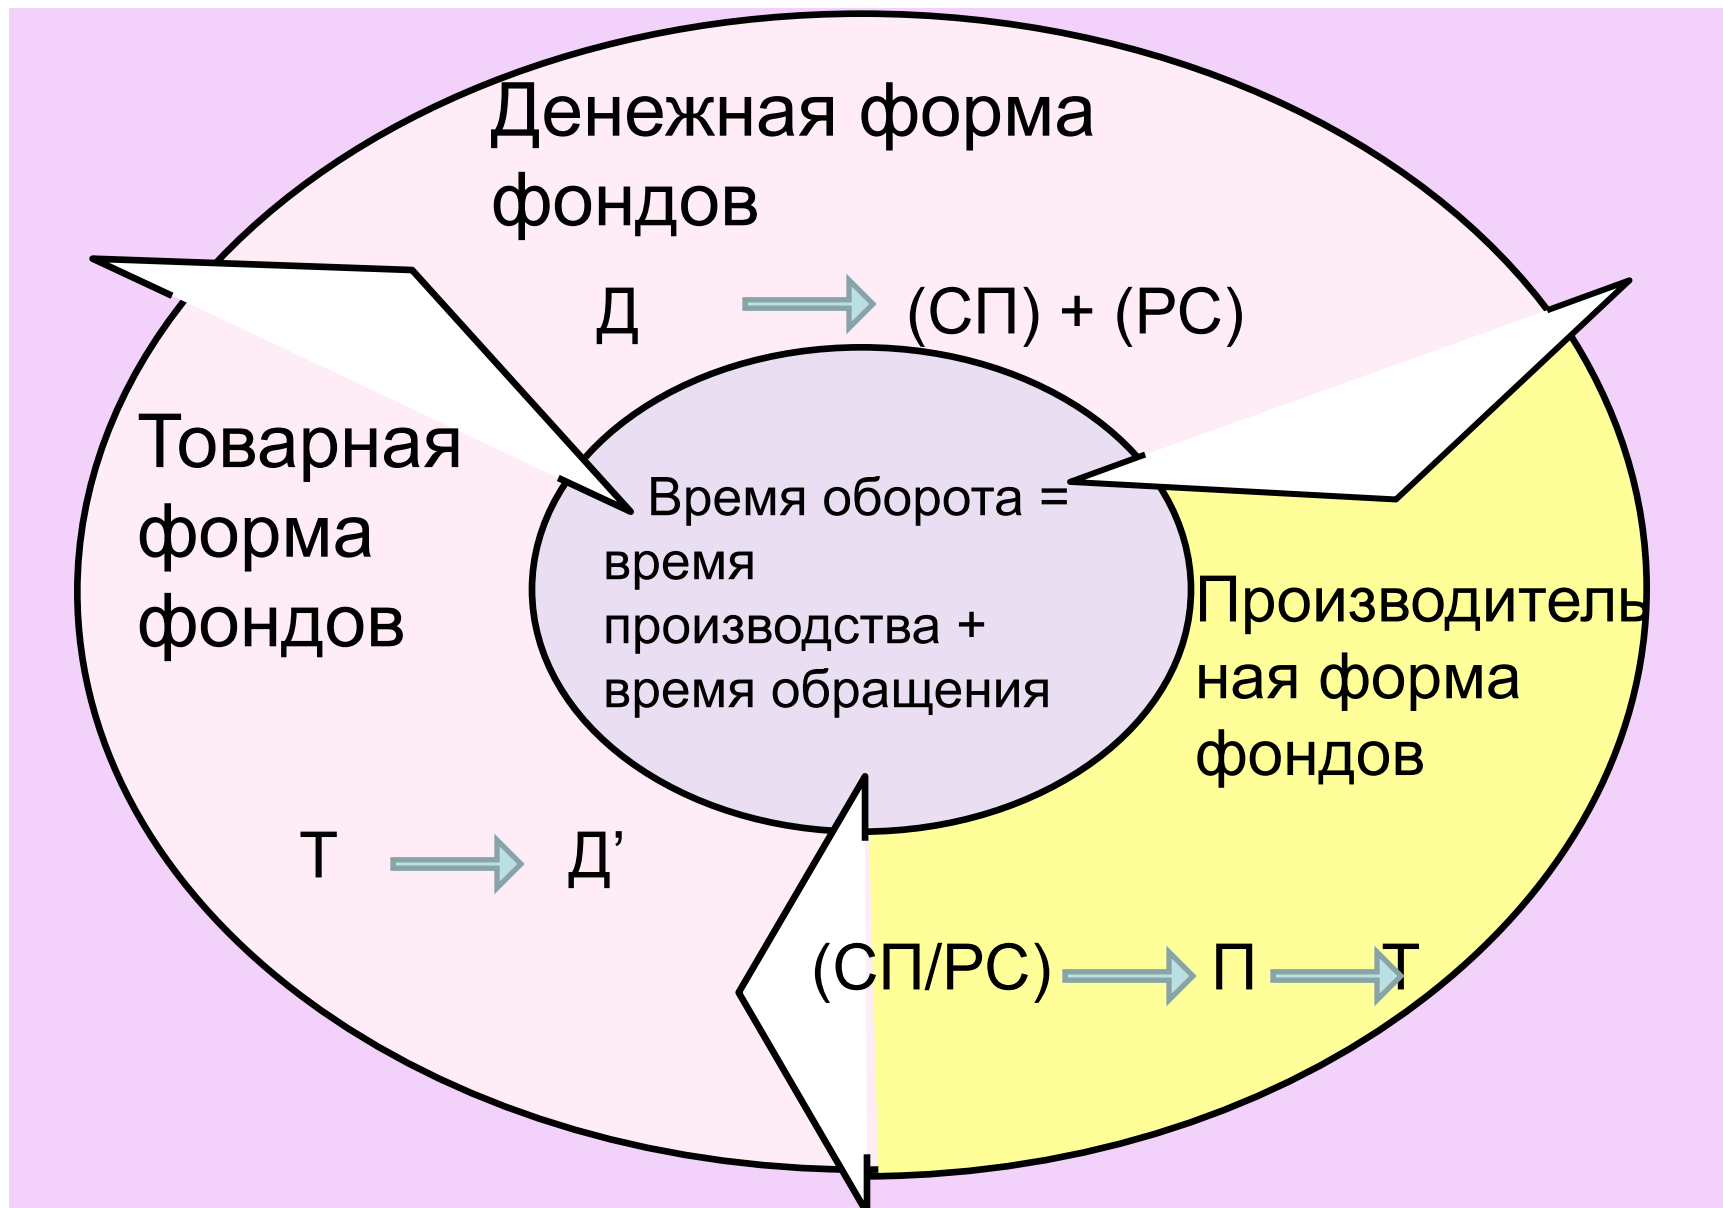 Денежная форма
фондов
Д (СП) + (РС)
Товарная
форма
фондов
Время оборота =
время
производства +
время обращения
Производитель
ная форма
фондов
Т Д’
(СП/РС) П Т